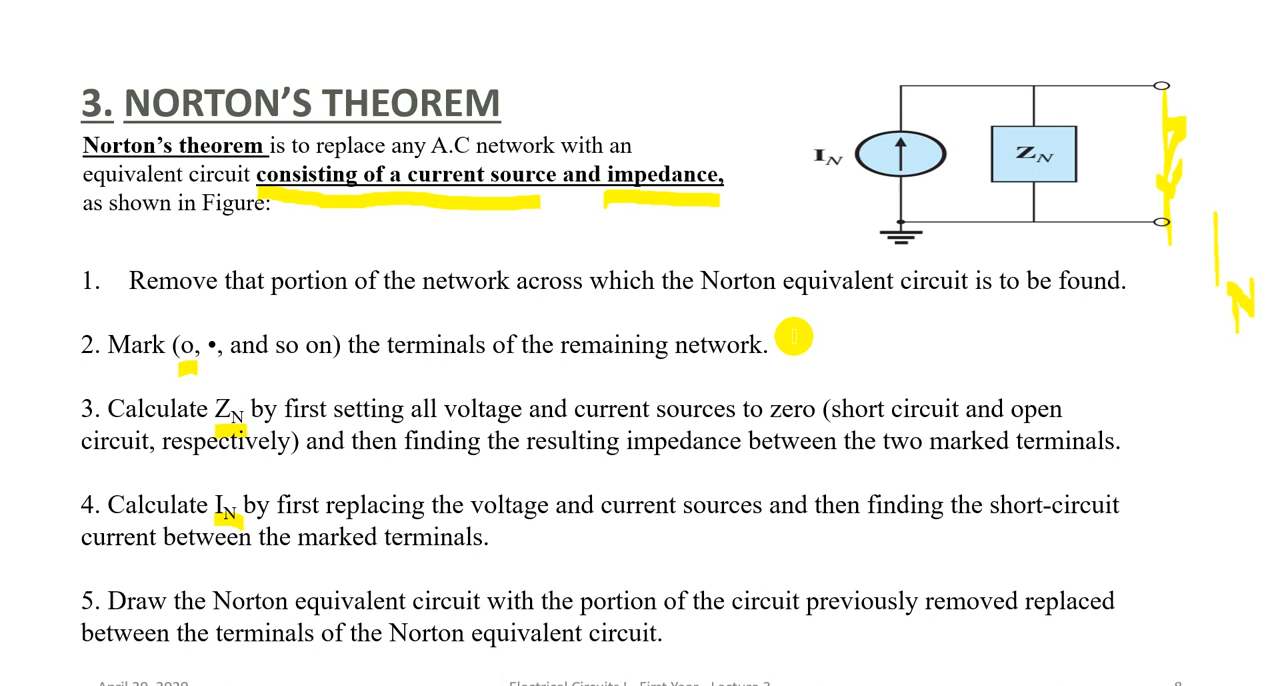 3. NORTON'S THEOREM
Norton's theorem is to replace any A.C network with an
equivalent circuit consisting of a current source and impedance,
as shown in Figure:
I_N
Z_N
N
1. Remove that portion of the network across which the Norton equivalent circuit is to be found.
2. Mark (o, •, and so on) the terminals of the remaining network.
3. Calculate Z_N by first setting all voltage and current sources to zero (short circuit and open
circuit, respectively) and then finding the resulting impedance between the two marked terminals.
4. Calculate I_N by first replacing the voltage and current sources and then finding the short-circuit
current between the marked terminals.
5. Draw the Norton equivalent circuit with the portion of the circuit previously removed replaced
between the terminals of the Norton equivalent circuit.